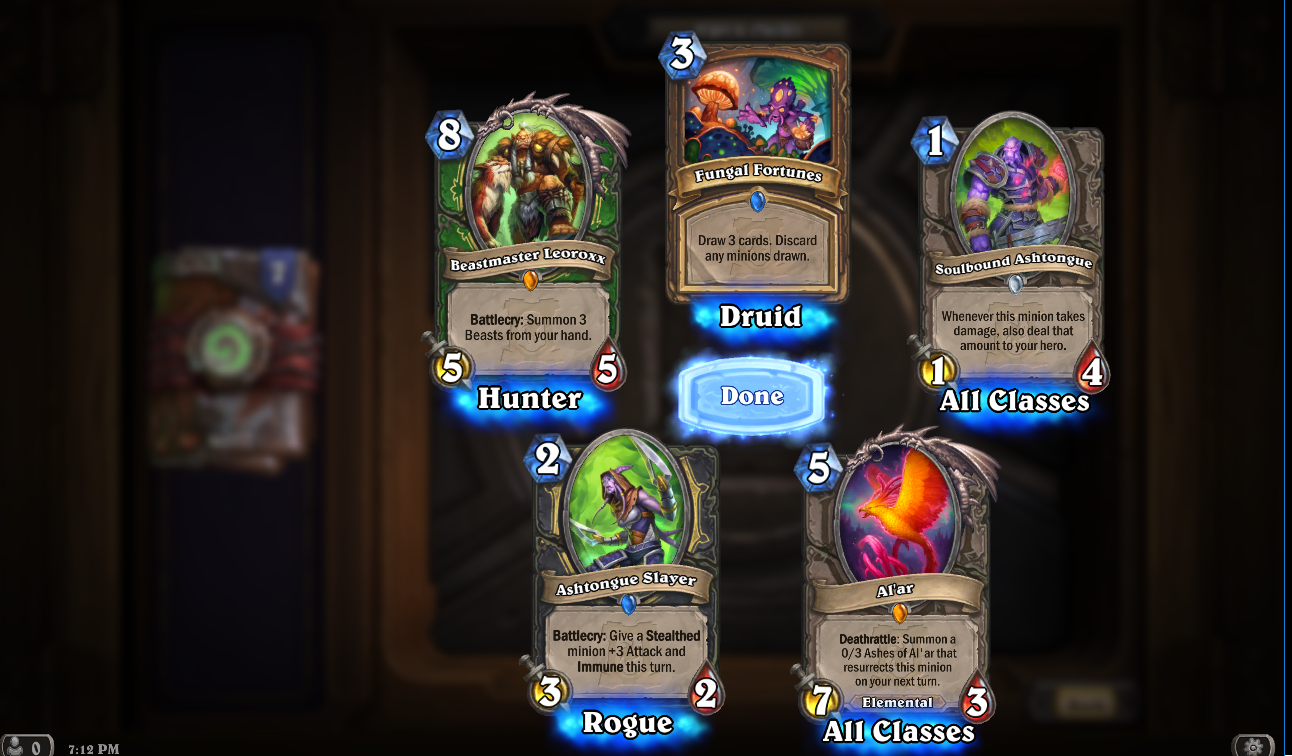 3
Fungal Fortunes
Draw 3 cards. Discard
any minions drawn.
Druid
8
Beastmaster Leoroxx
Battlecry: Summon 3
Beasts from your hand.
5
5
Hunter
1
Soulbound Ashtongue
Whenever this minion takes
damage, also deal that
amount to your hero.
1
4
All Classes
Done
2
Ashtongue Slayer
Battlecry: Give a Stealthed
minion +3 Attack and
Immune this turn.
3
2
Rogue
5
Al'ar
Deathrattle: Summon a
0/3 Ashes of Al'ar that
resurrects this minion
on your next turn.
Elemental
7
3
All Classes
0
7:12 PM